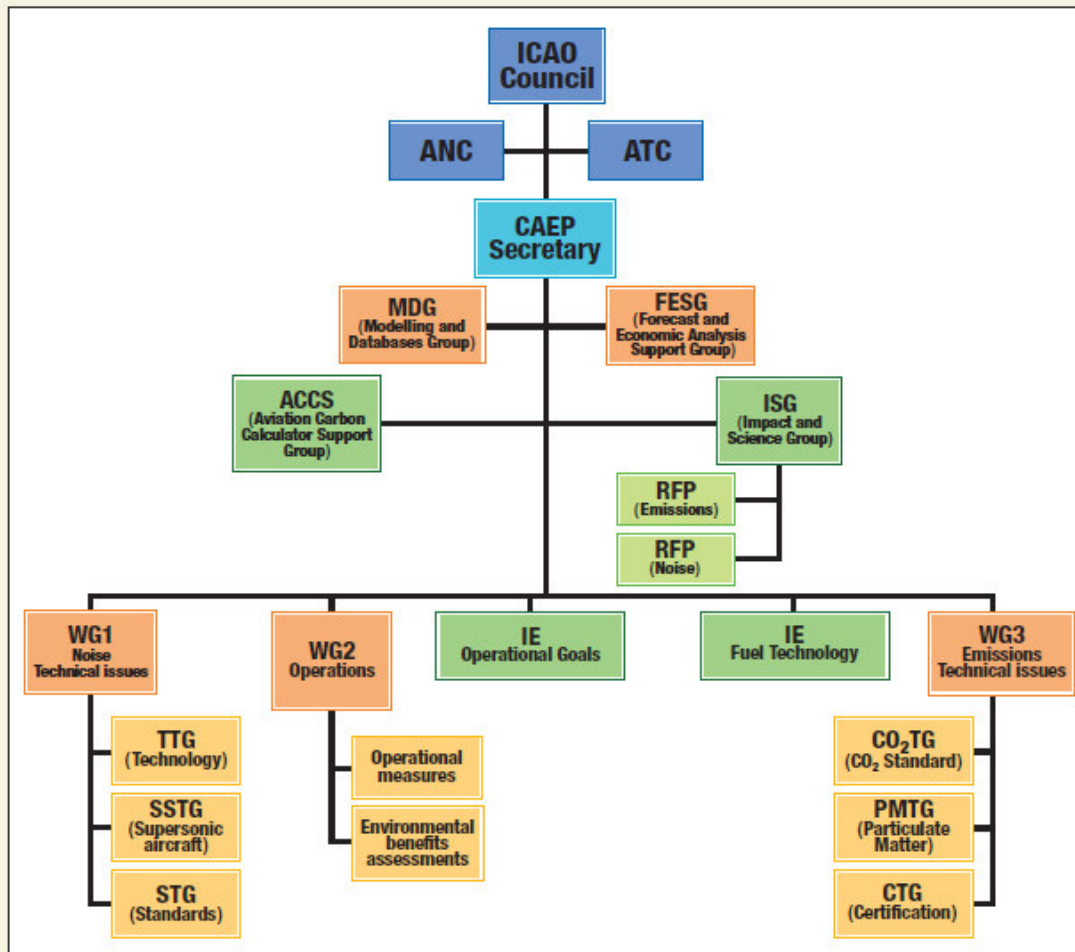 ICAO
Council
ANC
ATC
CAEP
Secretary
MDG
(Modelling and
Databases Group)
FESG
(Forecast and
Economic Analysis
Support Group)
ACCS
(Aviation Carbon
Calculator Support
Group)
ISG
(Impact and
Science Group)
RFP
(Emissions)
RFP
(Noise)
WG1
Noise
Technical issues
WG2
Operations
IE
Operational Goals
IE
Fuel Technology
WG3
Emissions
Technical issues
TTG
(Technology)
SSTG
(Supersonic
aircraft)
STG
(Standards)
Operational
measures
Environmental
benefits
assessments
CO₂TG
(CO₂ Standard)
PMTG
(Particulate
Matter)
CTG
(Certification)